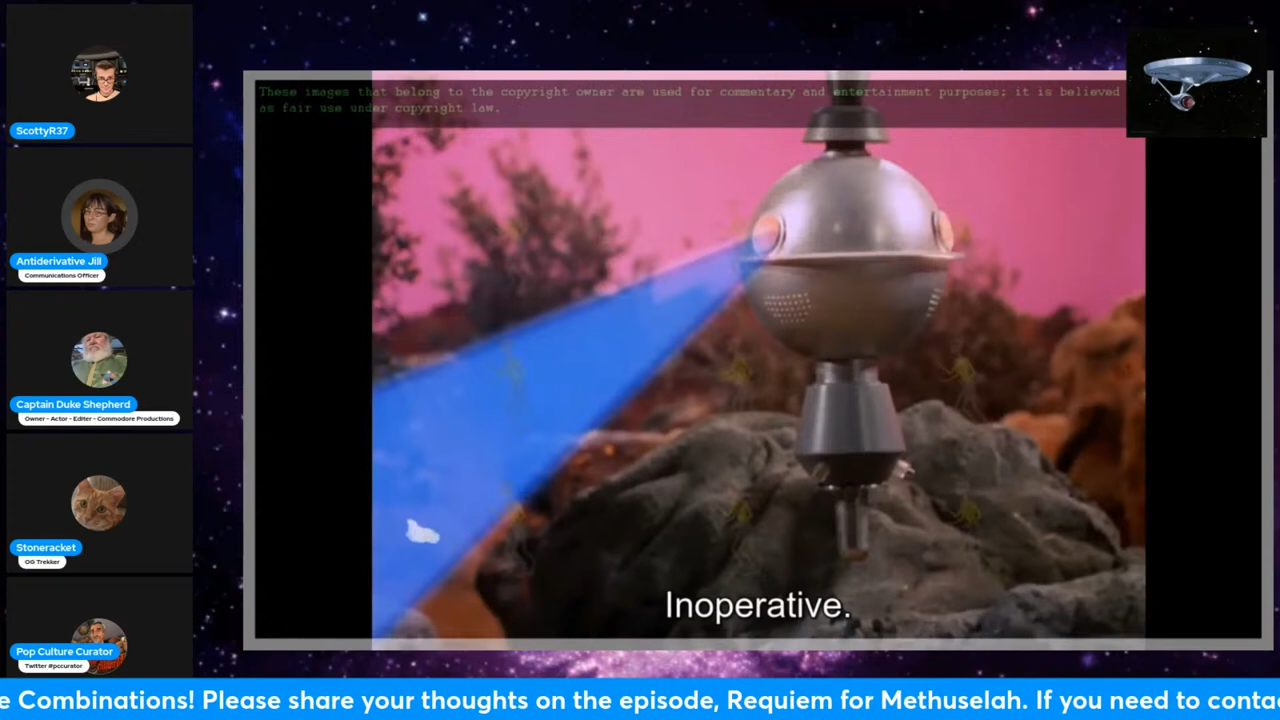 ScottyR37
Antiderivative Jill
Communications Officer
Captain Duke Shepherd
Owner - Actor - Editer - Commodore Productions
Stoneracket
OG Trekker
Pop Culture Curator
Twitter #pccurator
These images that belong to the copyright owner are used for commentary and entertainment purposes; it is believed
as fair use under copyright law.
Inoperative.
e Combinations! Please share your thoughts on the episode, Requiem for Methuselah. If you need to conta